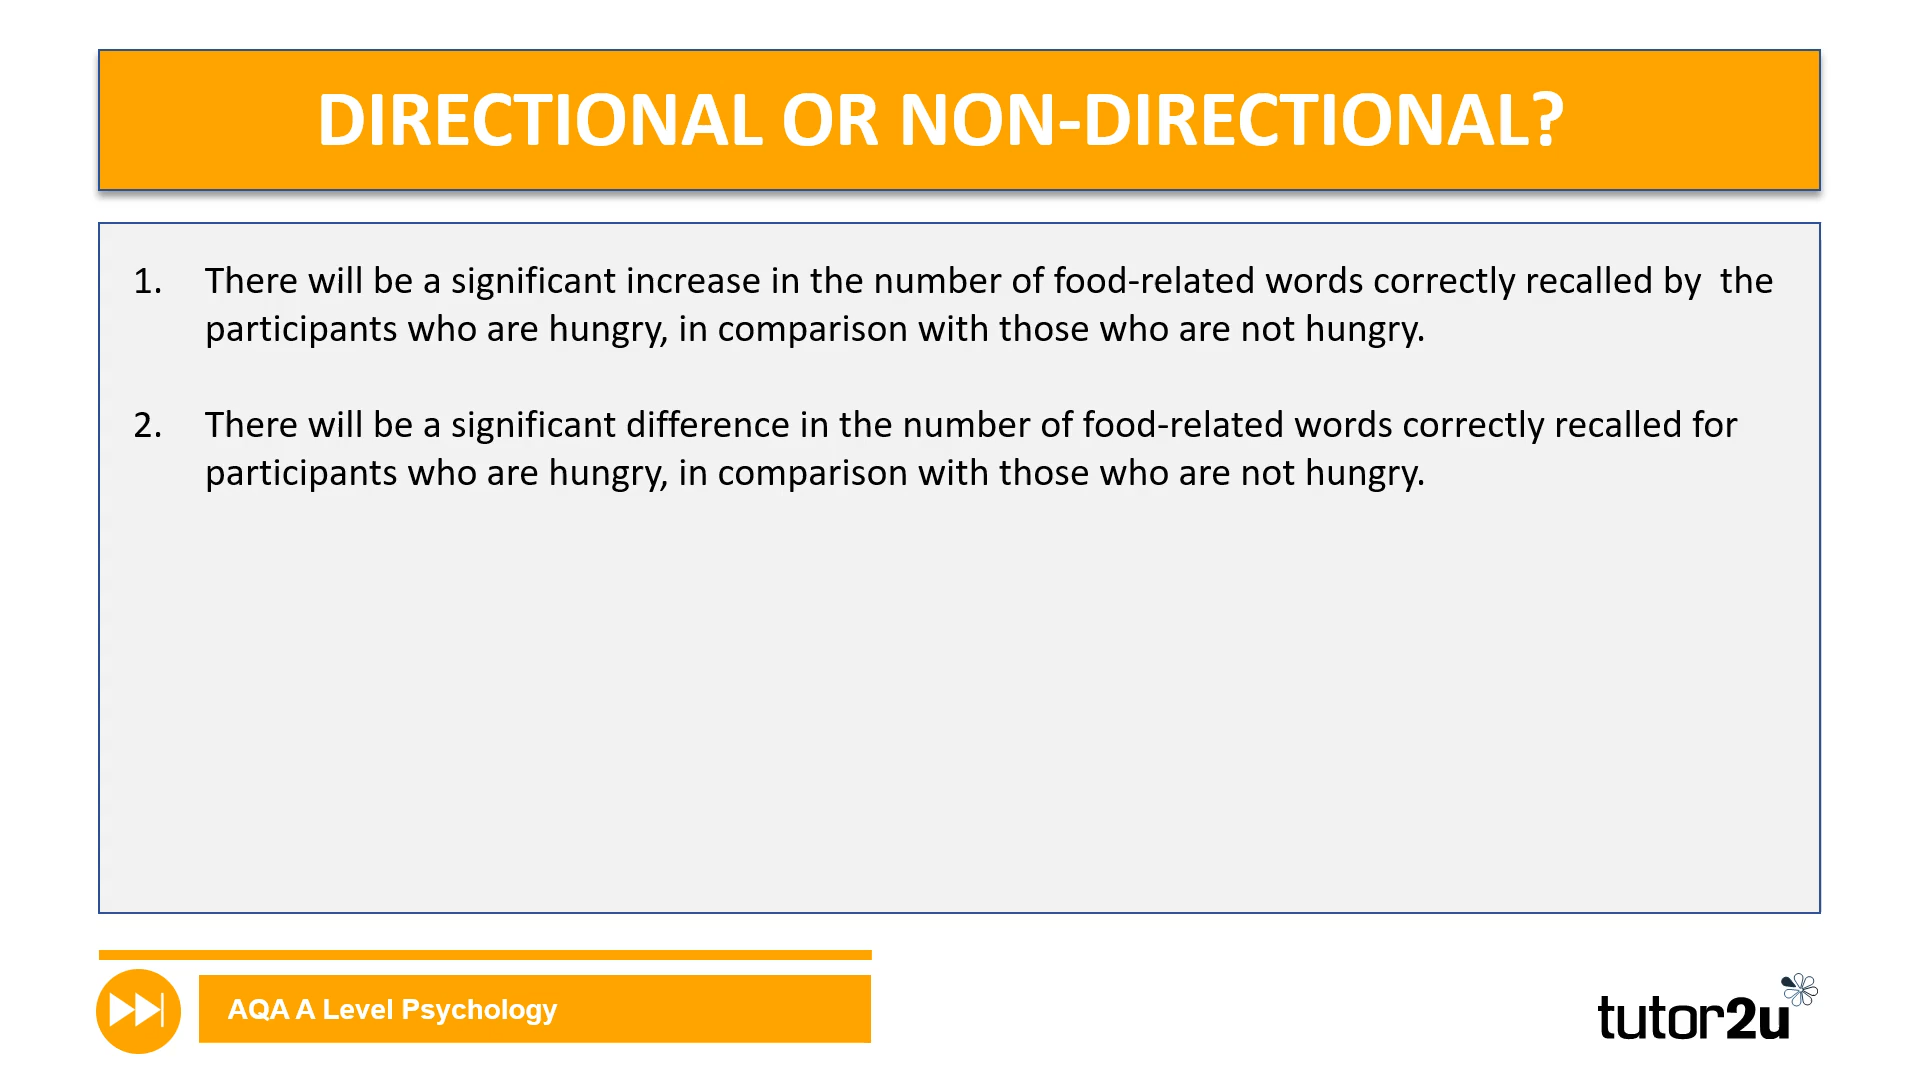 DIRECTIONAL OR NON-DIRECTIONAL?
1. There will be a significant increase in the number of food-related words correctly recalled by  the
participants who are hungry, in comparison with those who are not hungry.
2. There will be a significant difference in the number of food-related words correctly recalled for
participants who are hungry, in comparison with those who are not hungry.
AQA A Level Psychology
tutor2u